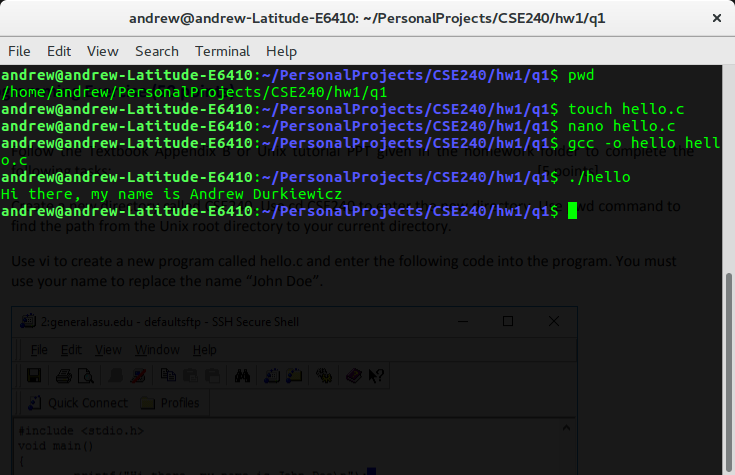 andrew@andrew-Latitude-E6410: ~/PersonalProjects/CSE240/hw1/q1
File Edit View Search Terminal Help
andrew@andrew-Latitude-E6410:~/PersonalProjects/CSE240/hw1/q1$ pwd
/home/andrew/PersonalProjects/CSE240/hw1/q1
andrew@andrew-Latitude-E6410:~/PersonalProjects/CSE240/hw1/q1$ touch hello.c
andrew@andrew-Latitude-E6410:~/PersonalProjects/CSE240/hw1/q1$ nano hello.c
andrew@andrew-Latitude-E6410:~/PersonalProjects/CSE240/hw1/q1$ gcc -o hello hell
o.c
andrew@andrew-Latitude-E6410:~/PersonalProjects/CSE240/hw1/q1$ ./hello
Hi there, my name is Andrew Durkiewicz
andrew@andrew-Latitude-E6410:~/PersonalProjects/CSE240/hw1/q1$
the Textbook Appendix B or Unix tutorial PPT given in the homework folder to complete the
command to
find the path from the Unix root directory to your current directory.
Use vi to create a new program called hello.c and enter the following code into the program. You must
use your name to replace the name “John Doe”.
2:general.asu.edu - defaultsftp - SSH Secure Shell
File Edit View Window Help
Quick Connect Profiles
#include <stdio.h>
void main()
{